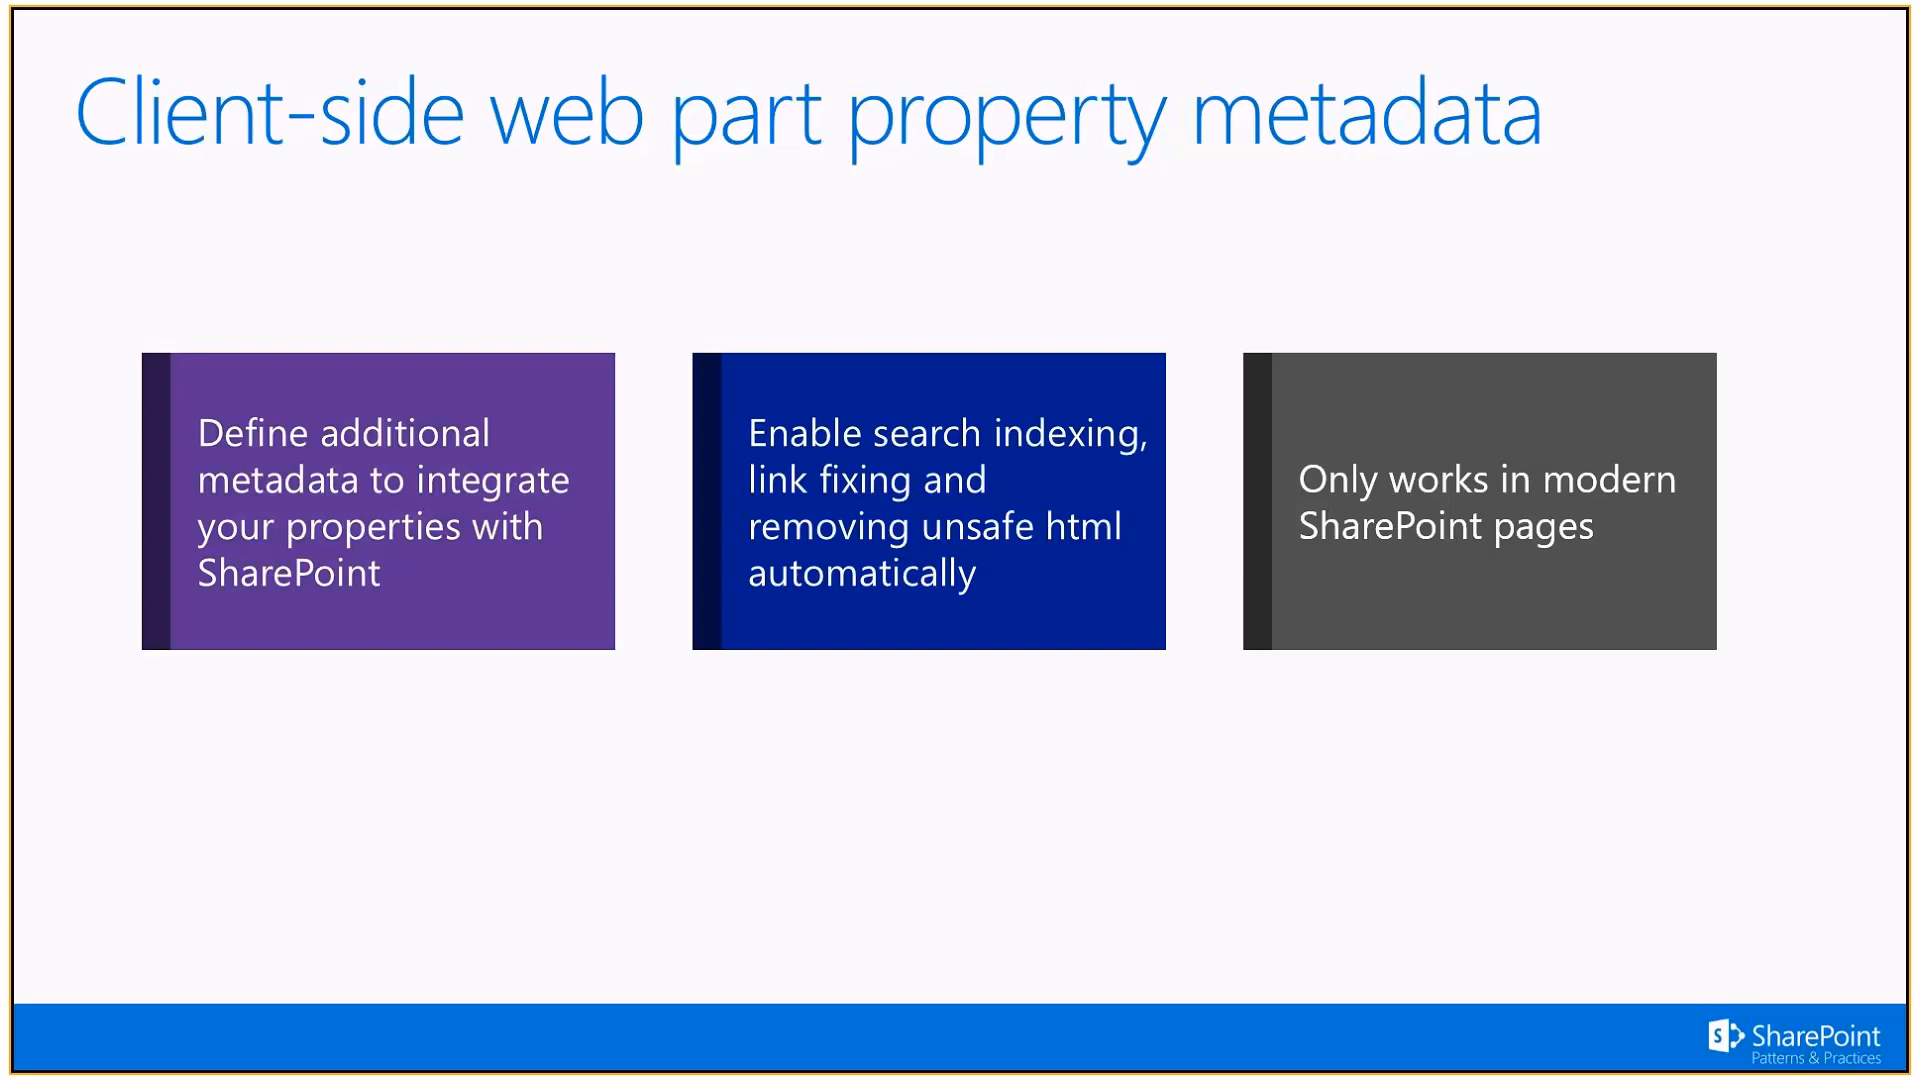 Client-side web part property metadata
Define additional
metadata to integrate
your properties with
SharePoint
Enable search indexing,
link fixing and
removing unsafe html
automatically
Only works in modern
SharePoint pages
S
SharePoint
Patterns & Practices